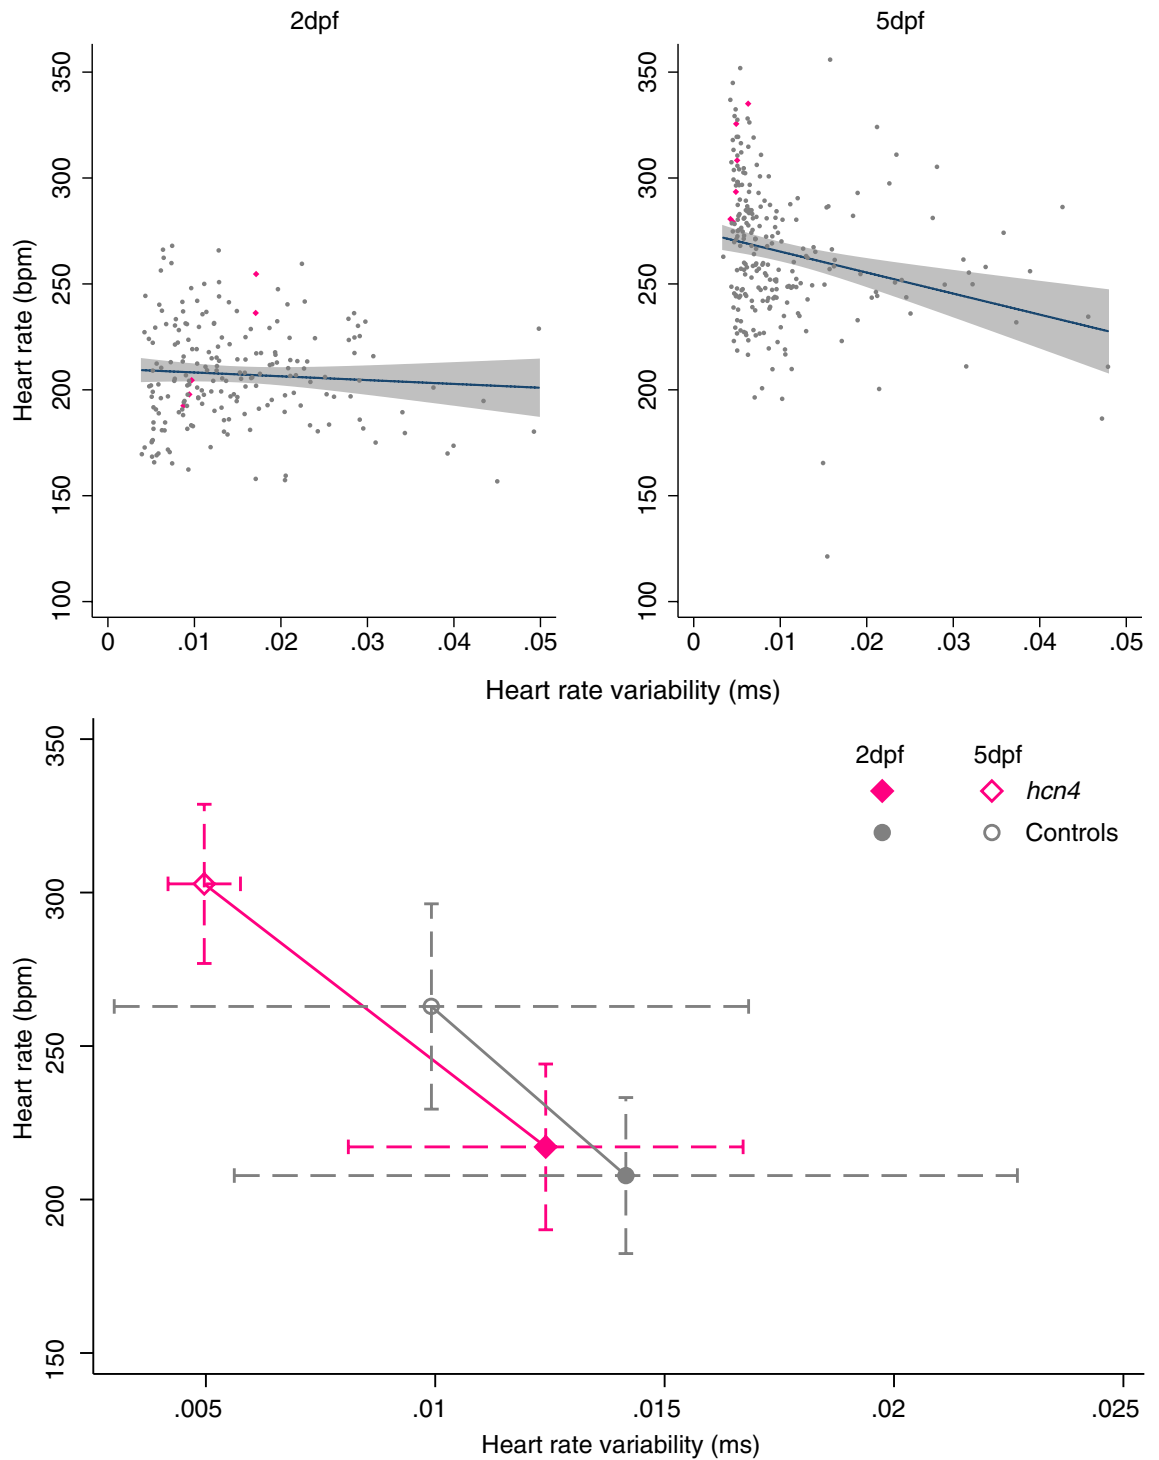 2dpf
5dpf
Heart rate (bpm)
350
300
250
200
150
100
350
300
250
200
150
100
0 .01 .02 .03 .04 .05
0 .01 .02 .03 .04 .05
Heart rate variability (ms)
2dpf 5dpf
hcn4
Controls
Heart rate (bpm)
350
300
250
200
150
.005 .01 .015 .02 .025
Heart rate variability (ms)